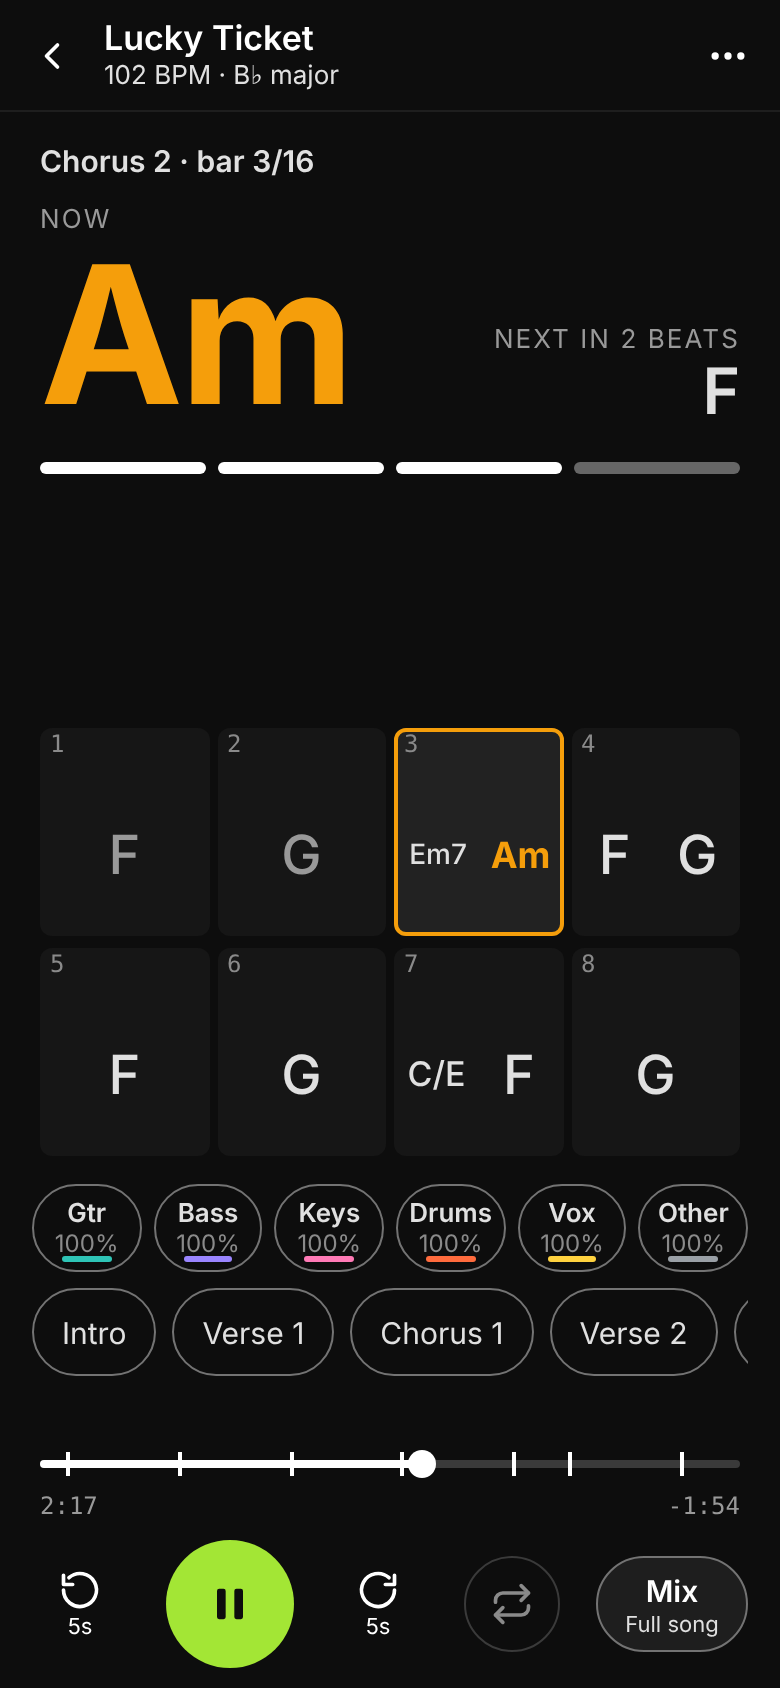 Lucky Ticket
102 BPM · B♭ major
Chorus 2 · bar 3/16
NOW
Am
NEXT IN 2 BEATS
F
1
F
2
G
3
Em7 Am
4
F G
5
F
6
G
7
C/E F
8
G
Gtr
100%
Bass
100%
Keys
100%
Drums
100%
Vox
100%
Other
100%
Intro
Verse 1
Chorus 1
Verse 2
2:17
-1:54
5s
5s
Mix
Full song